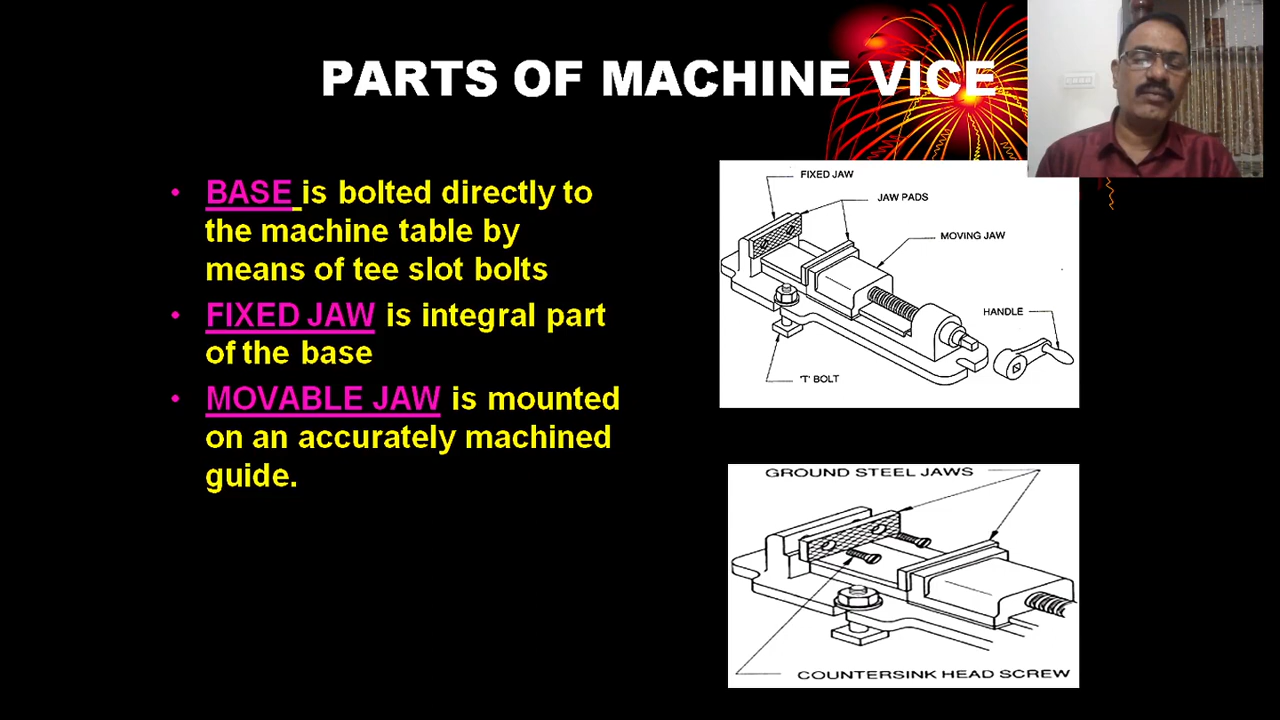 PARTS OF MACHINE VICE
• BASE is bolted directly to
the machine table by
means of tee slot bolts
• FIXED JAW is integral part
of the base
• MOVABLE JAW is mounted
on an accurately machined
guide.
FIXED JAW
JAW PADS
MOVING JAW
HANDLE
'T' BOLT
GROUND STEEL JAWS
COUNTERSINK HEAD SCREW